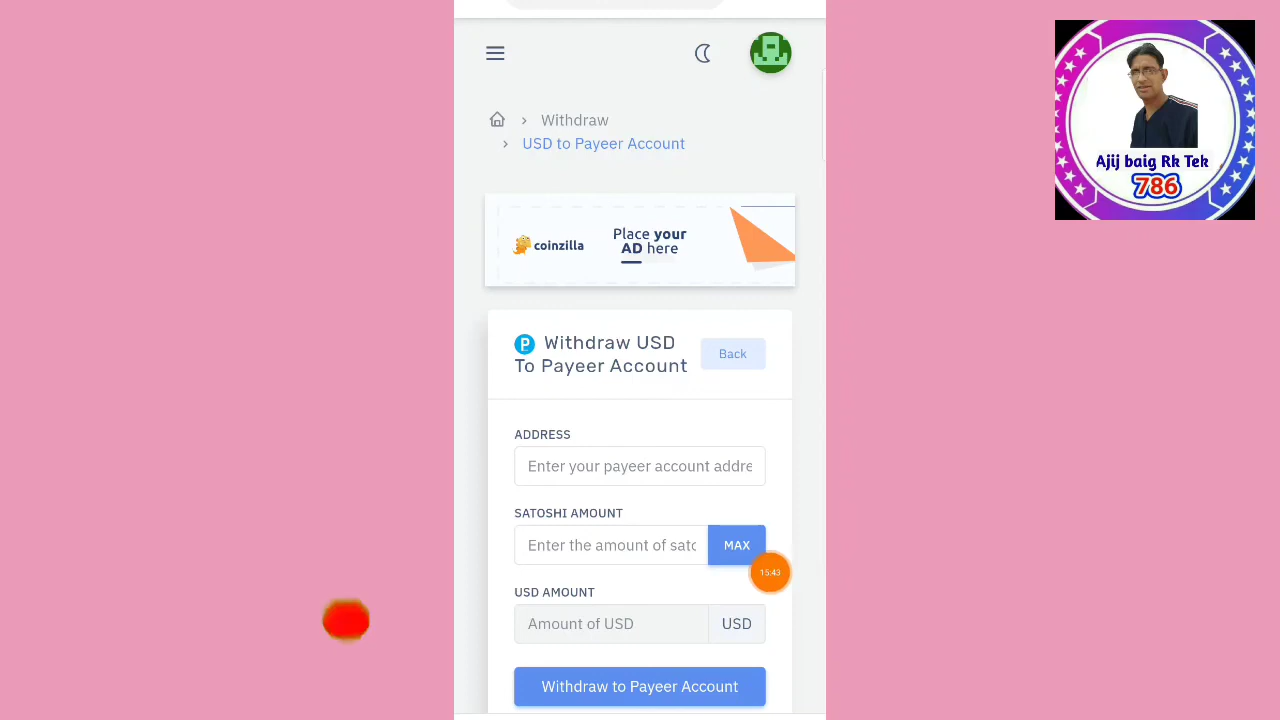 Withdraw
USD to Payeer Account
coinzilla
Place your
AD here
Withdraw USD
To Payeer Account
Back
ADDRESS
Enter your payeer account addre
SATOSHI AMOUNT
Enter the amount of sato
MAX
15:43
USD AMOUNT
Amount of USD
USD
Withdraw to Payeer Account
Ajij baig Rk Tek
786